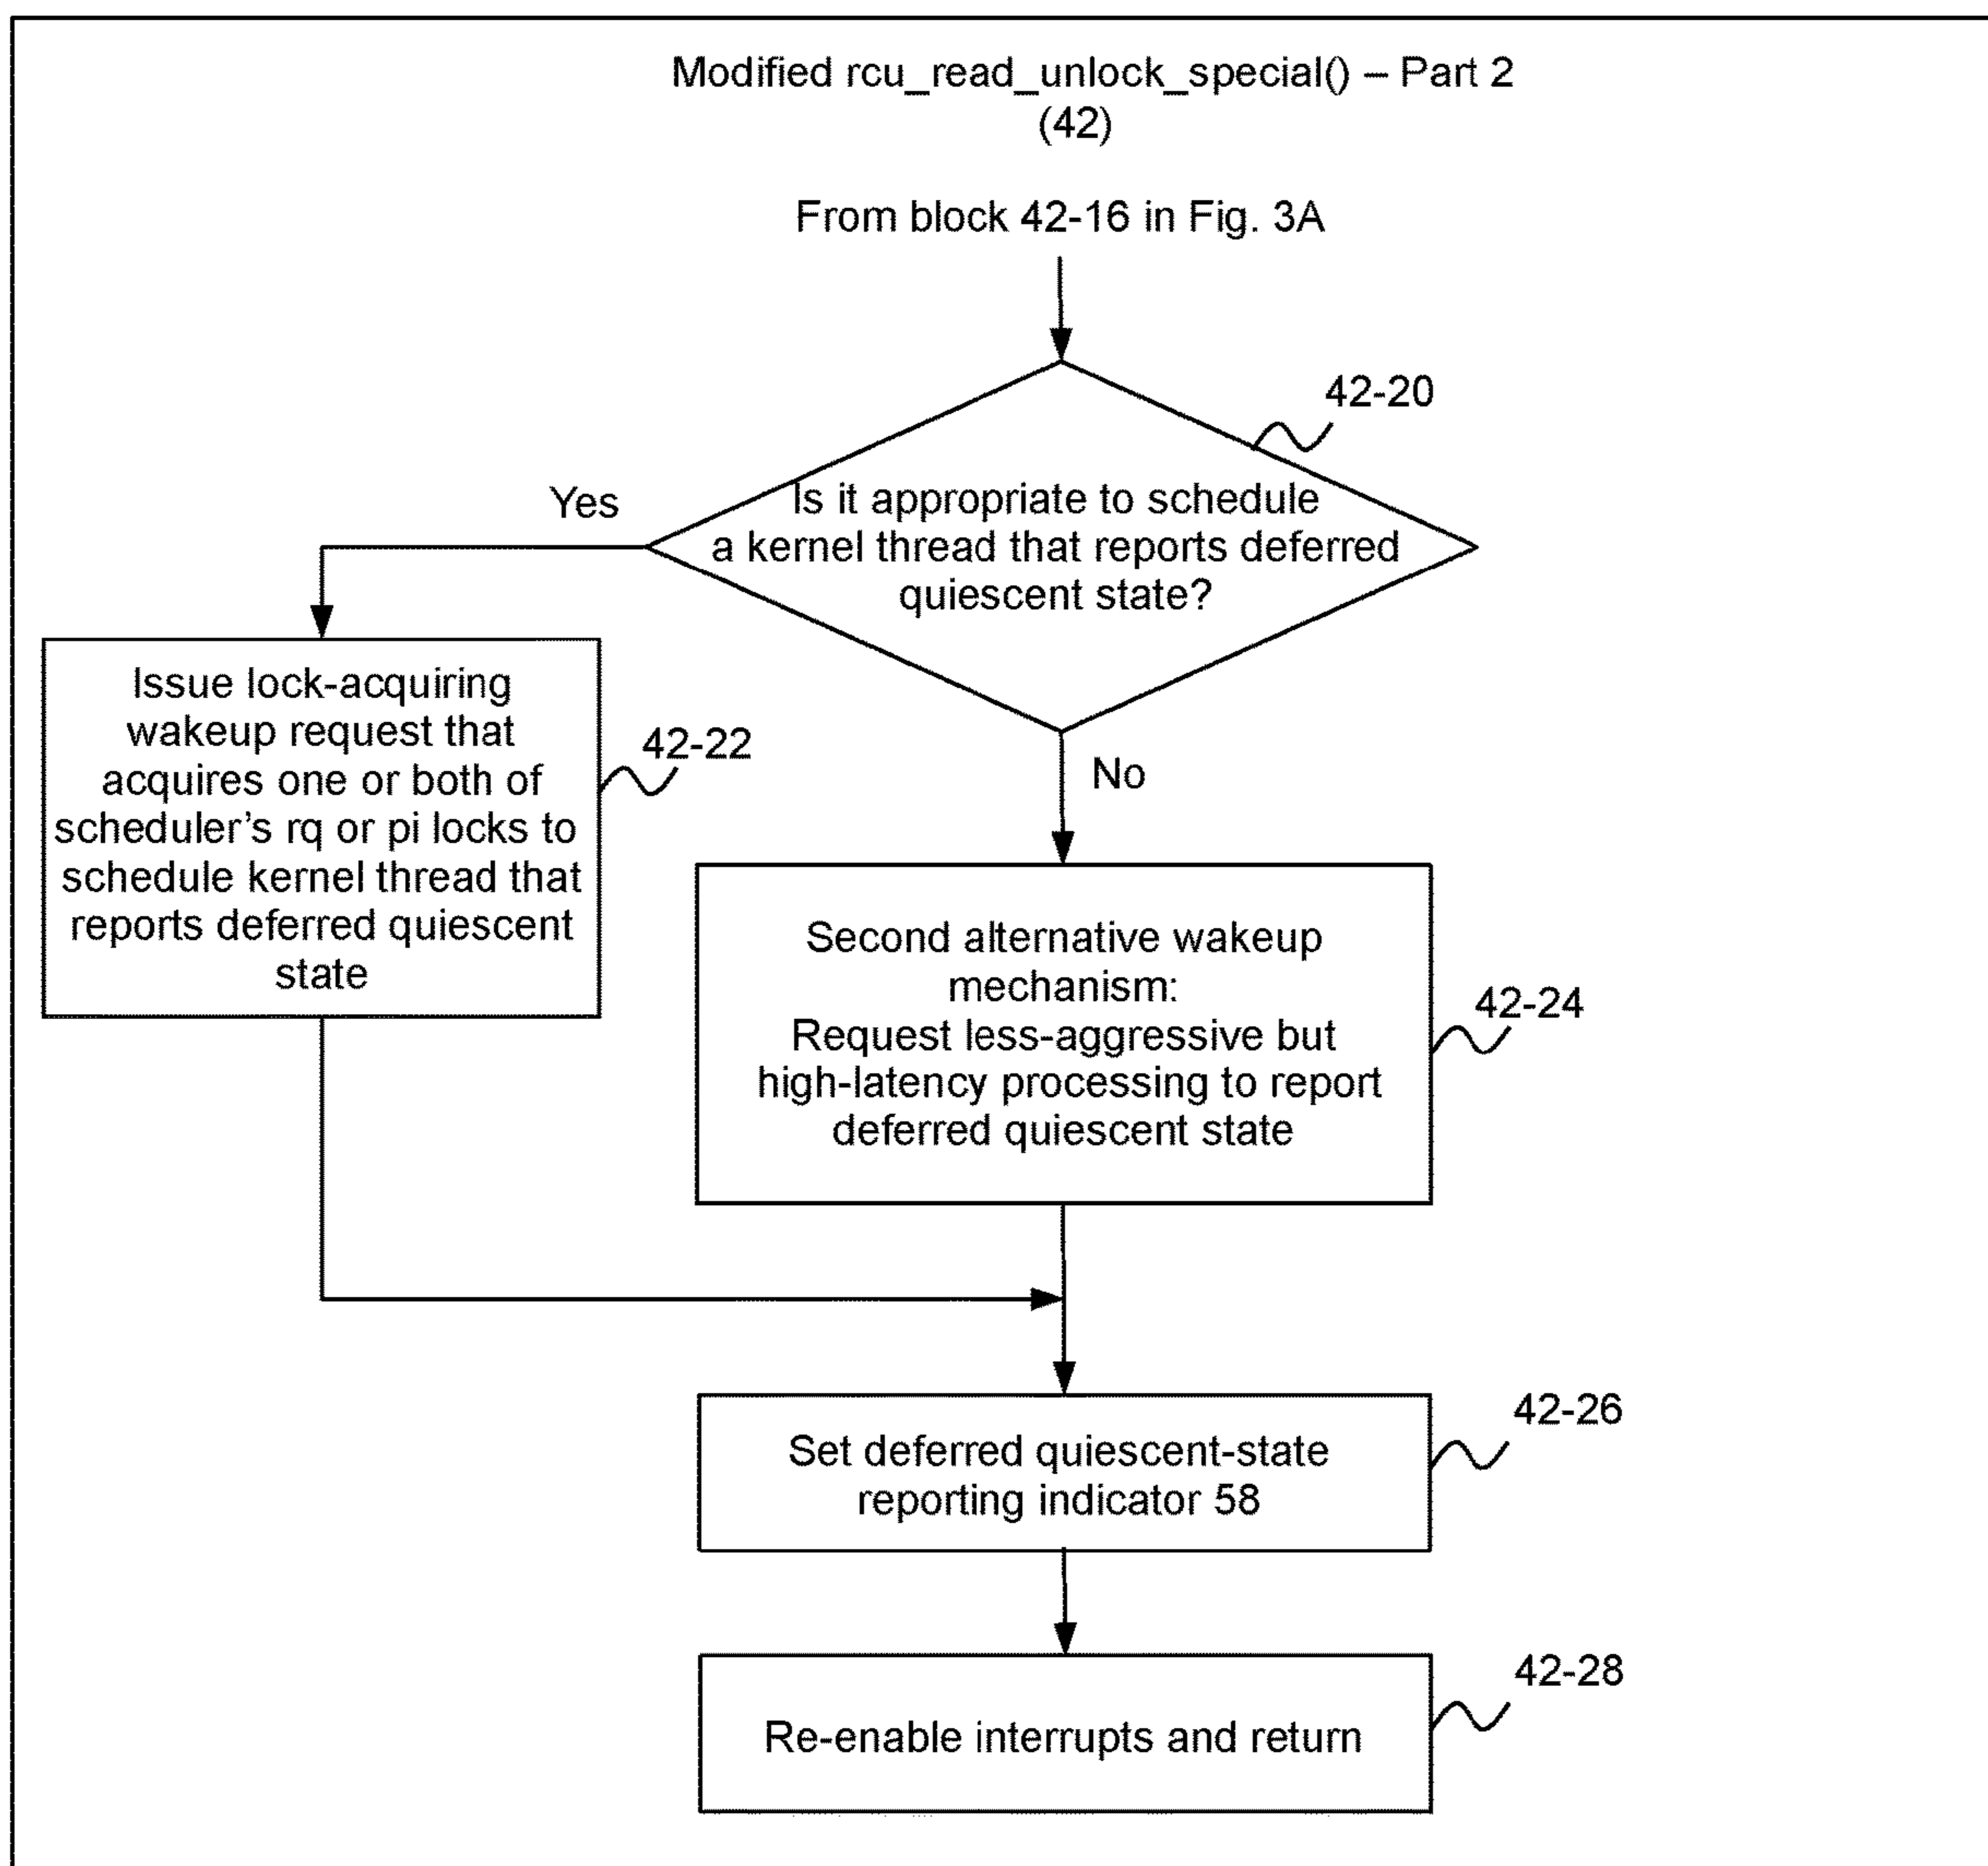 Modified rcu_read_unlock_special() – Part 2
(42)
From block 42-16 in Fig. 3A
42-20
Is it appropriate to schedule
a kernel thread that reports deferred
quiescent state?
Yes
No
Issue lock-acquiring
wakeup request that
acquires one or both of
scheduler's rq or pi locks to
schedule kernel thread that
reports deferred quiescent
state
42-22
Second alternative wakeup
mechanism:
Request less-aggressive but
high-latency processing to report
deferred quiescent state
42-24
Set deferred quiescent-state
reporting indicator 58
42-26
Re-enable interrupts and return
42-28